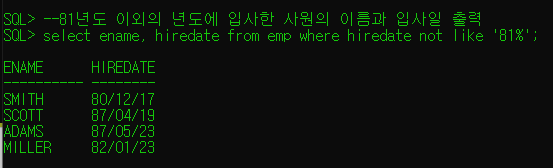 SQL> --81년도 이외의 년도에 입사한 사원의 이름과 입사일 출력
SQL> select ename, hiredate from emp where hiredate not like '81%';
ENAME HIREDATE
---------- --------
SMITH 80/12/17
SCOTT 87/04/19
ADAMS 87/05/23
MILLER 82/01/23